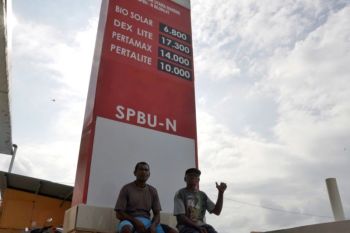 BIO SOLAR 6.800
DEX LITE 17.300
PERTAMAX 14.000
PERTALITE 10.000
SPBU-N